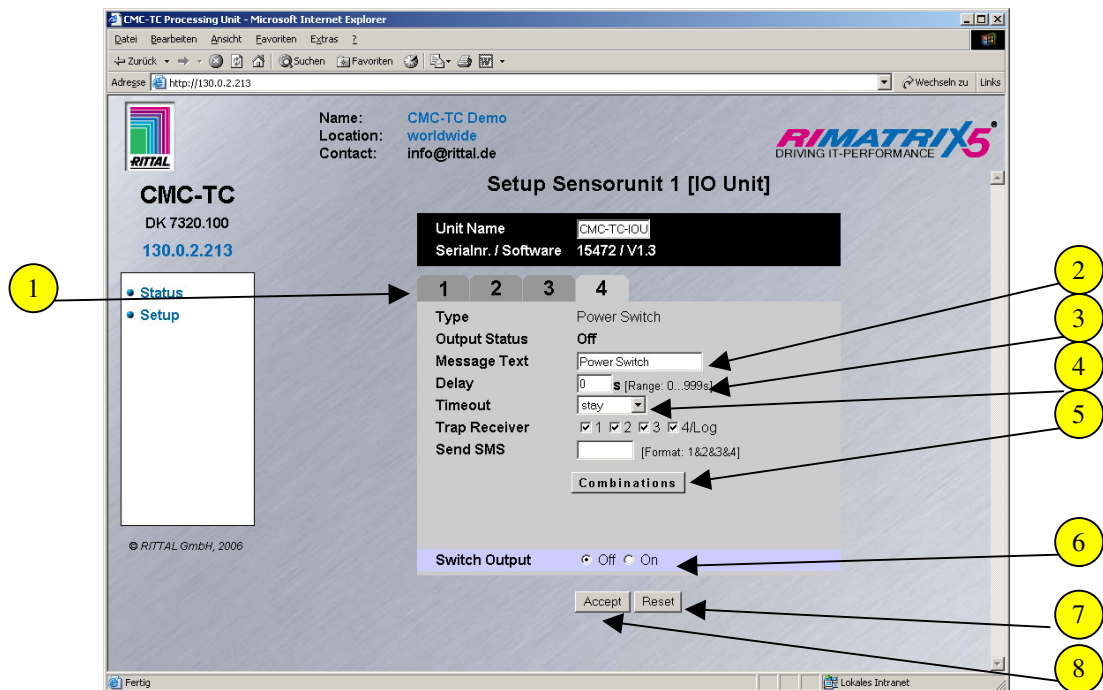 CMC-TC Processing Unit - Microsoft Internet Explorer
Datei Bearbeiten Ansicht Favoriten Extras ?
Zurück Suchen Favoriten
Adresse http://130.0.2.213 Wechseln zu Links
RITTAL
Name: CMC-TC Demo
Location: worldwide
Contact: info@rittal.de
RIMATRIX5
DRIVING IT-PERFORMANCE
CMC-TC
DK 7320.100
130.0.2.213
Status
Setup
© RITTAL GmbH, 2006
Setup Sensorunit 1 [IO Unit]
Unit Name CMC-TC-IOU
Serialnr. / Software 15472 / V1.3
1 2 3 4
Type Power Switch
Output Status Off
Message Text Power Switch
Delay 0 s [Range: 0...999s]
Timeout stay
Trap Receiver 1 2 3 4/Log
Send SMS [Format: 1&2&3&4]
Combinations
Switch Output Off On
Accept Reset
Fertig Lokales Intranet
1
2
3
4
5
6
7
8